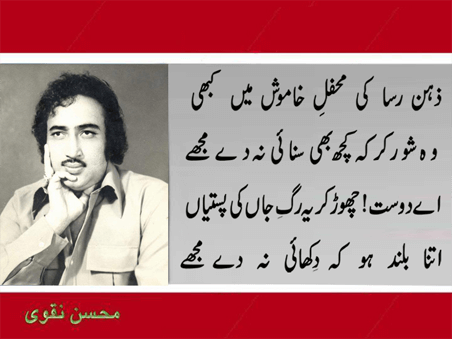 ذہن رسا کی محفلِ خاموش میں کبھی
وہ شور کر کہ کچھ بھی سنائی نہ دے مجھے
اے دوست! چھوڑ کر یہ رگِ جاں کی پستیاں
اتنا بلند ہو کہ دِکھائی نہ دے مجھے
محسن نقوی